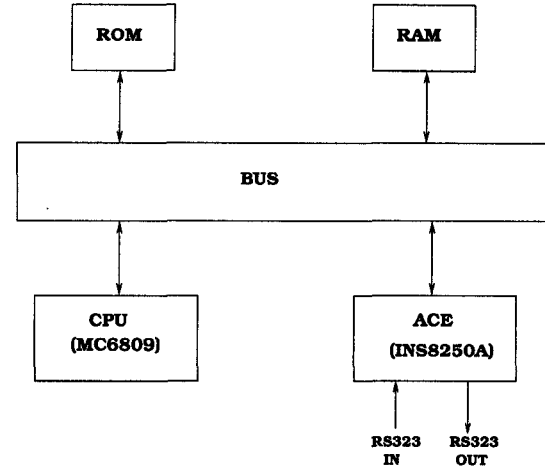 ROM
RAM
BUS
CPU
(MC6809)
ACE
(INS8250A)
RS323
IN
RS323
OUT